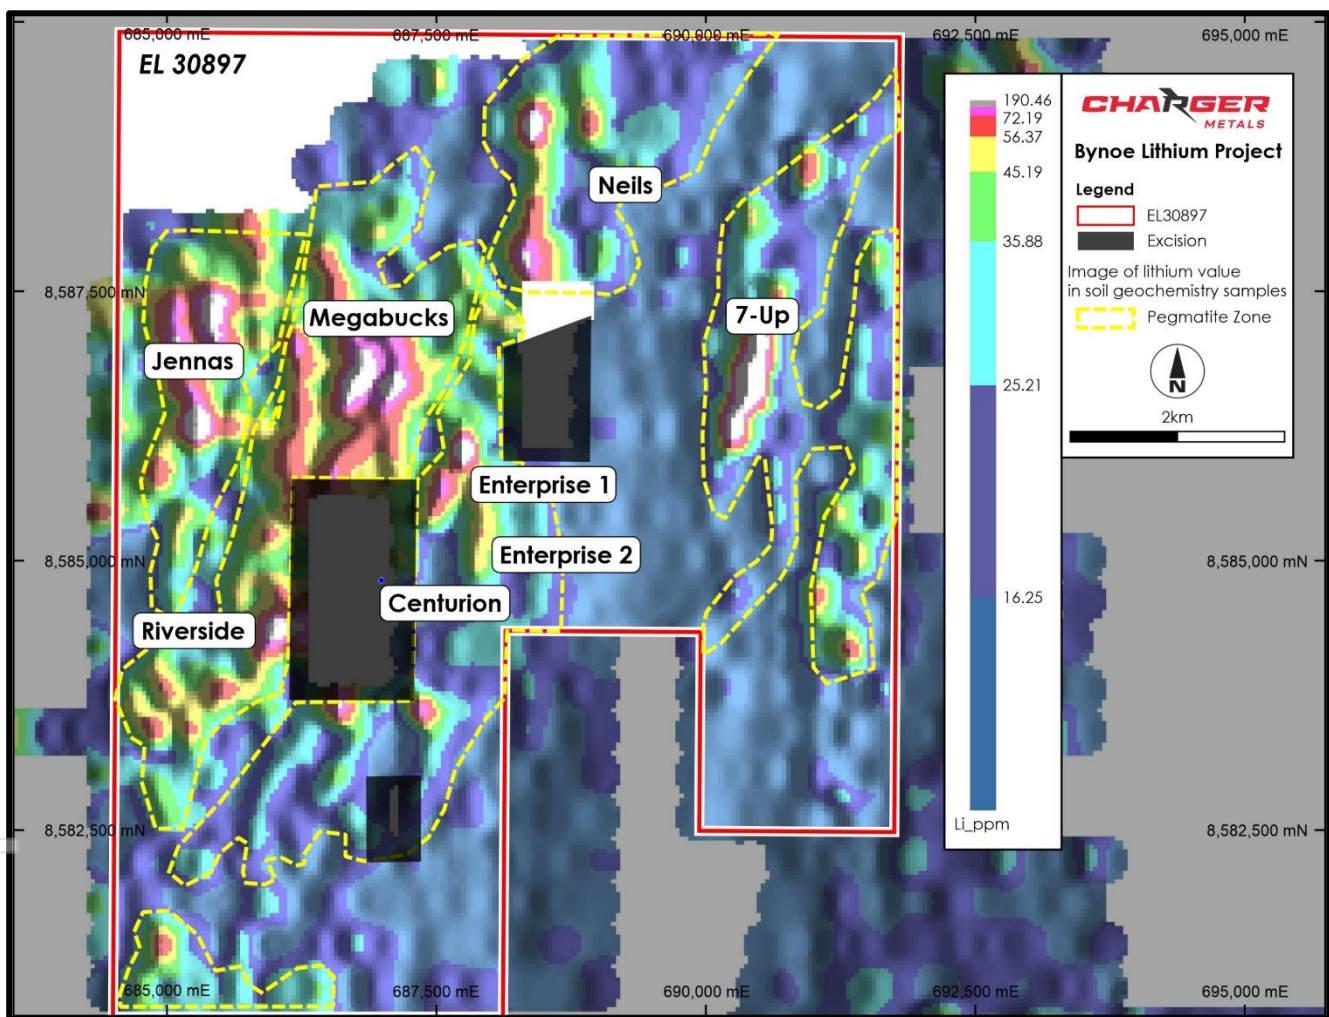 685,000 mE
687,500 mE
690,000 mE
692,500 mE
695,000 mE
EL 30897
190.46
72.19
56.37
45.19
35.88
25.21
16.25
Li_ppm
CHARGER
METALS
Bynoe Lithium Project
Legend
EL30897
Excision
Image of lithium value
in soil geochemistry samples
Pegmatite Zone
N
2km
Neils
8,587,500 mN
8,587,500 mN
Megabucks
7-Up
Jennas
Enterprise 1
Enterprise 2
8,585,000 mN
8,585,000 mN
Centurion
Riverside
8,582,500 mN
8,582,500 mN
685,000 mE
687,500 mE
690,000 mE
692,500 mE
695,000 mE